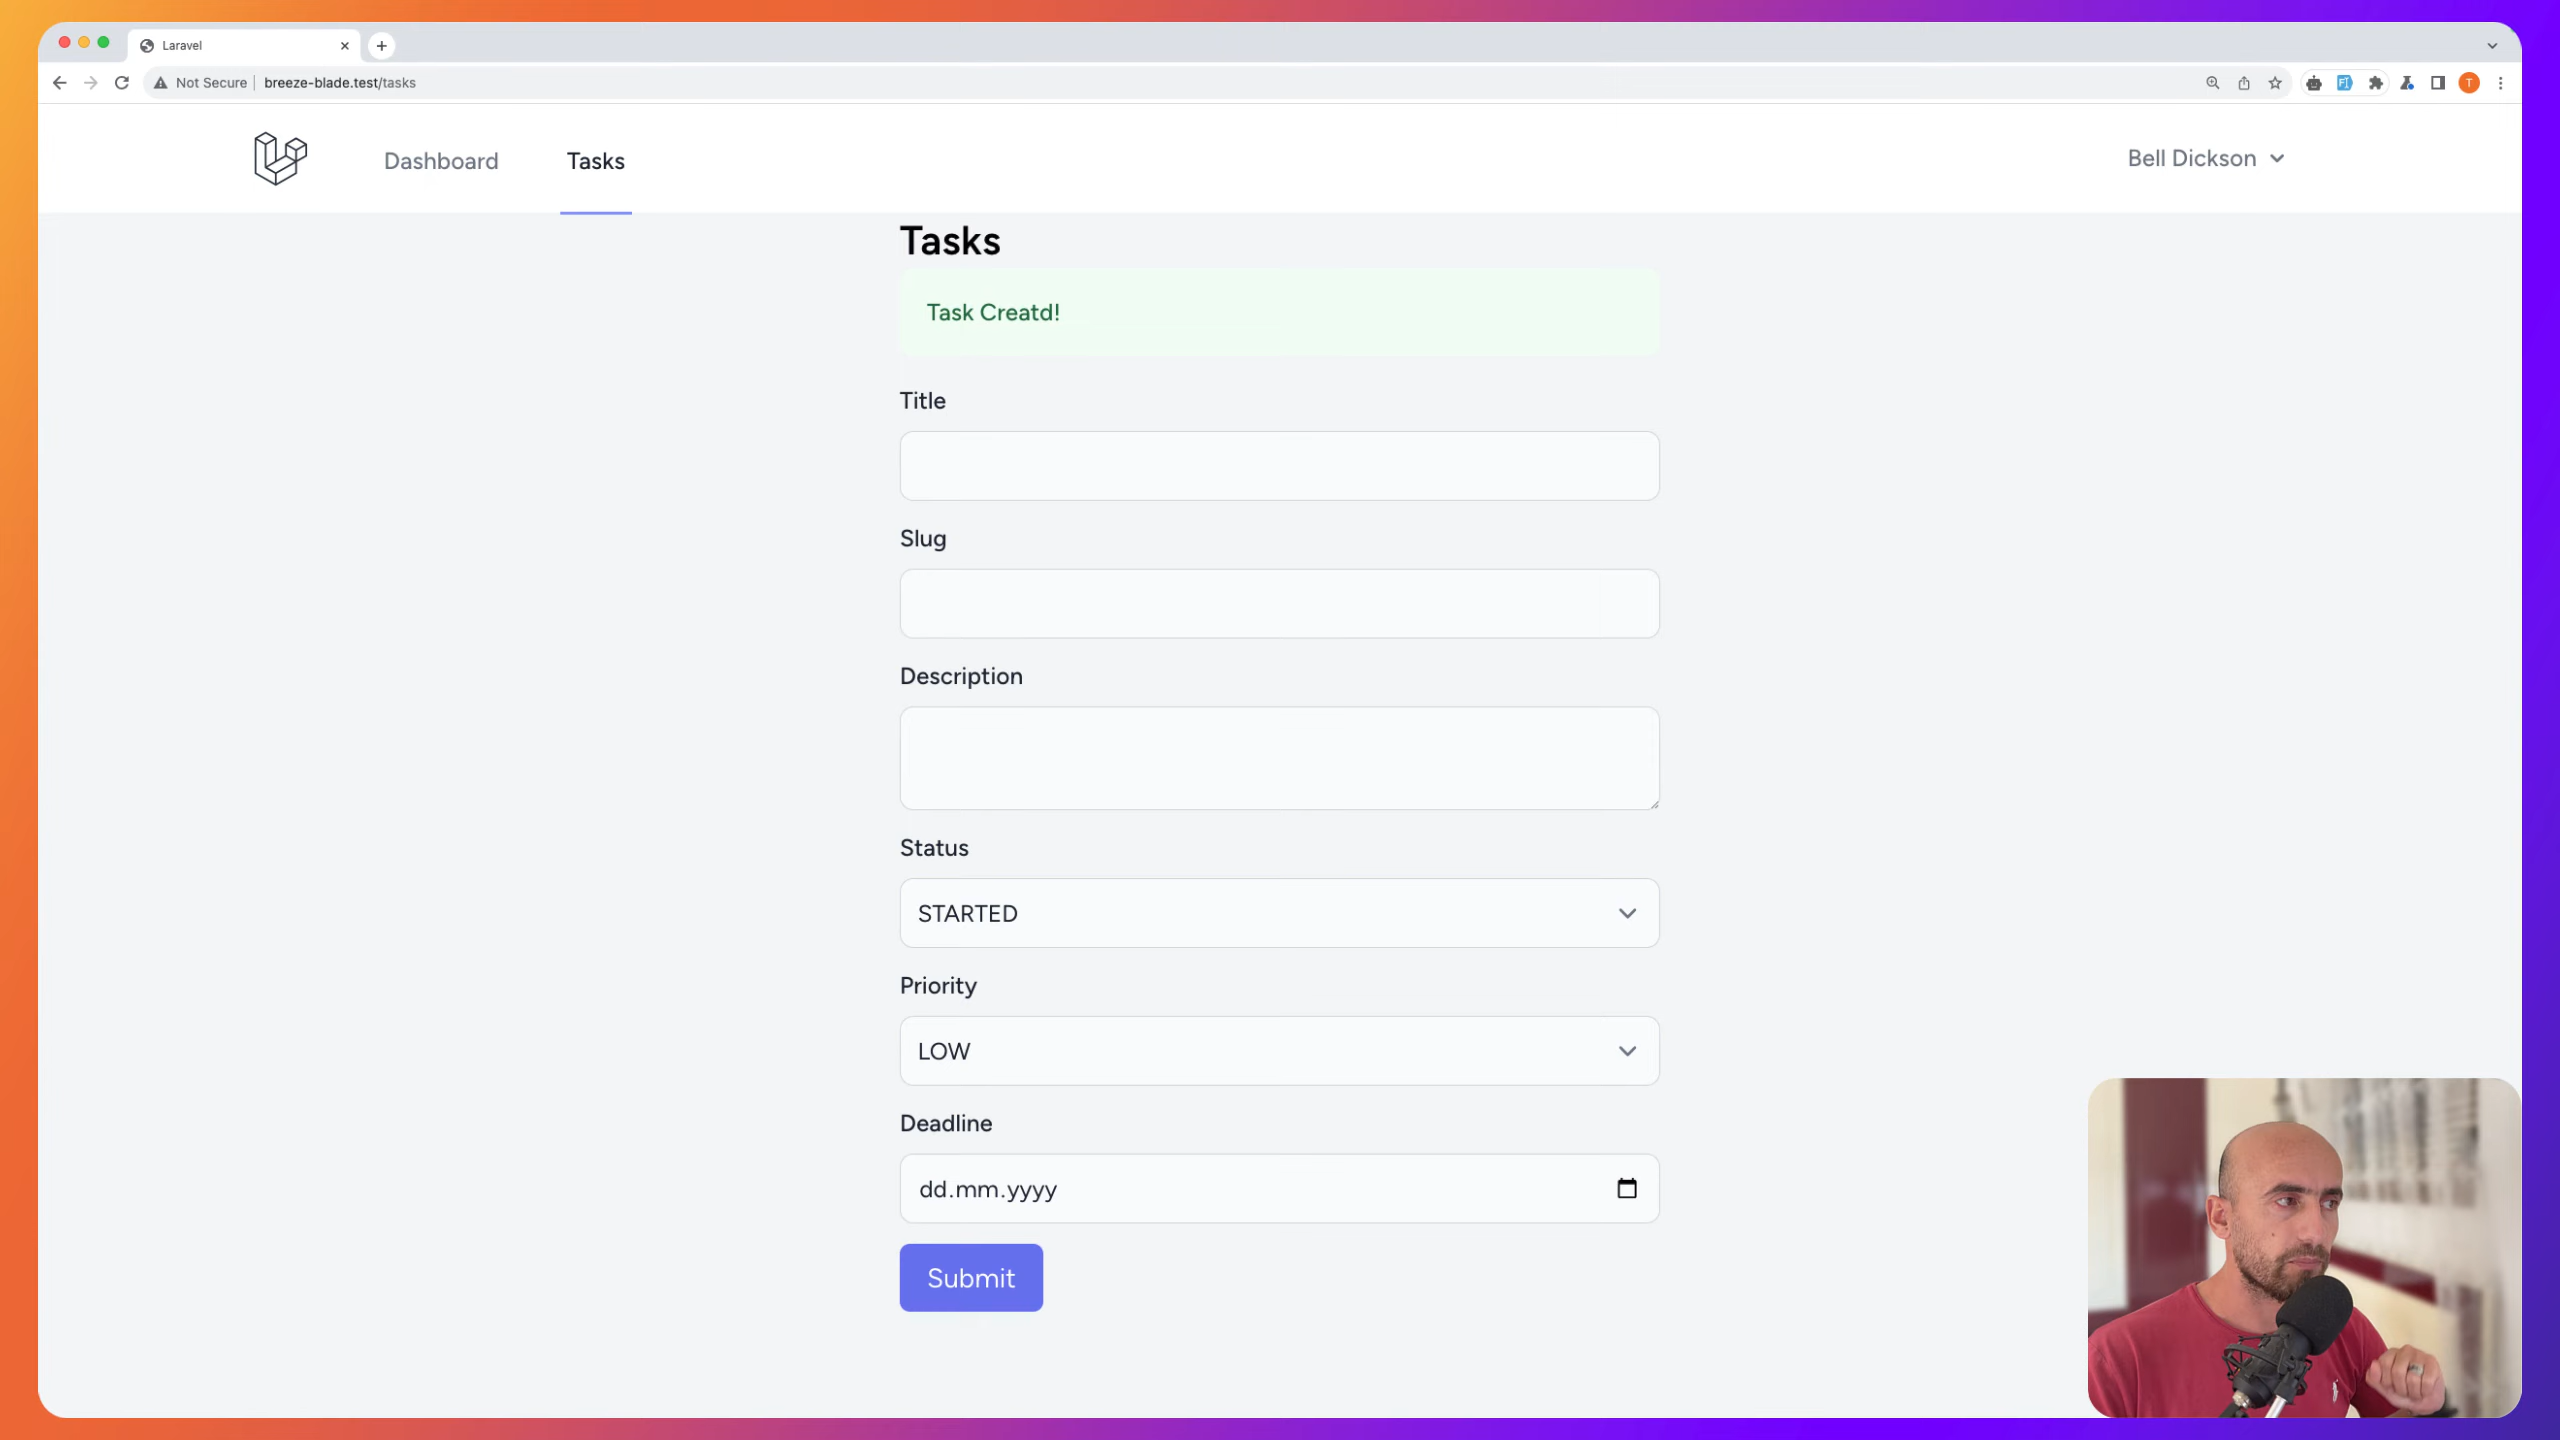 Laravel
Not Secure
breeze-blade.test/tasks
T
Dashboard
Tasks
Bell Dickson
Tasks
Task Creatd!
Title
Slug
Description
Status
STARTED
Priority
LOW
Deadline
dd.mm.yyyy
Submit